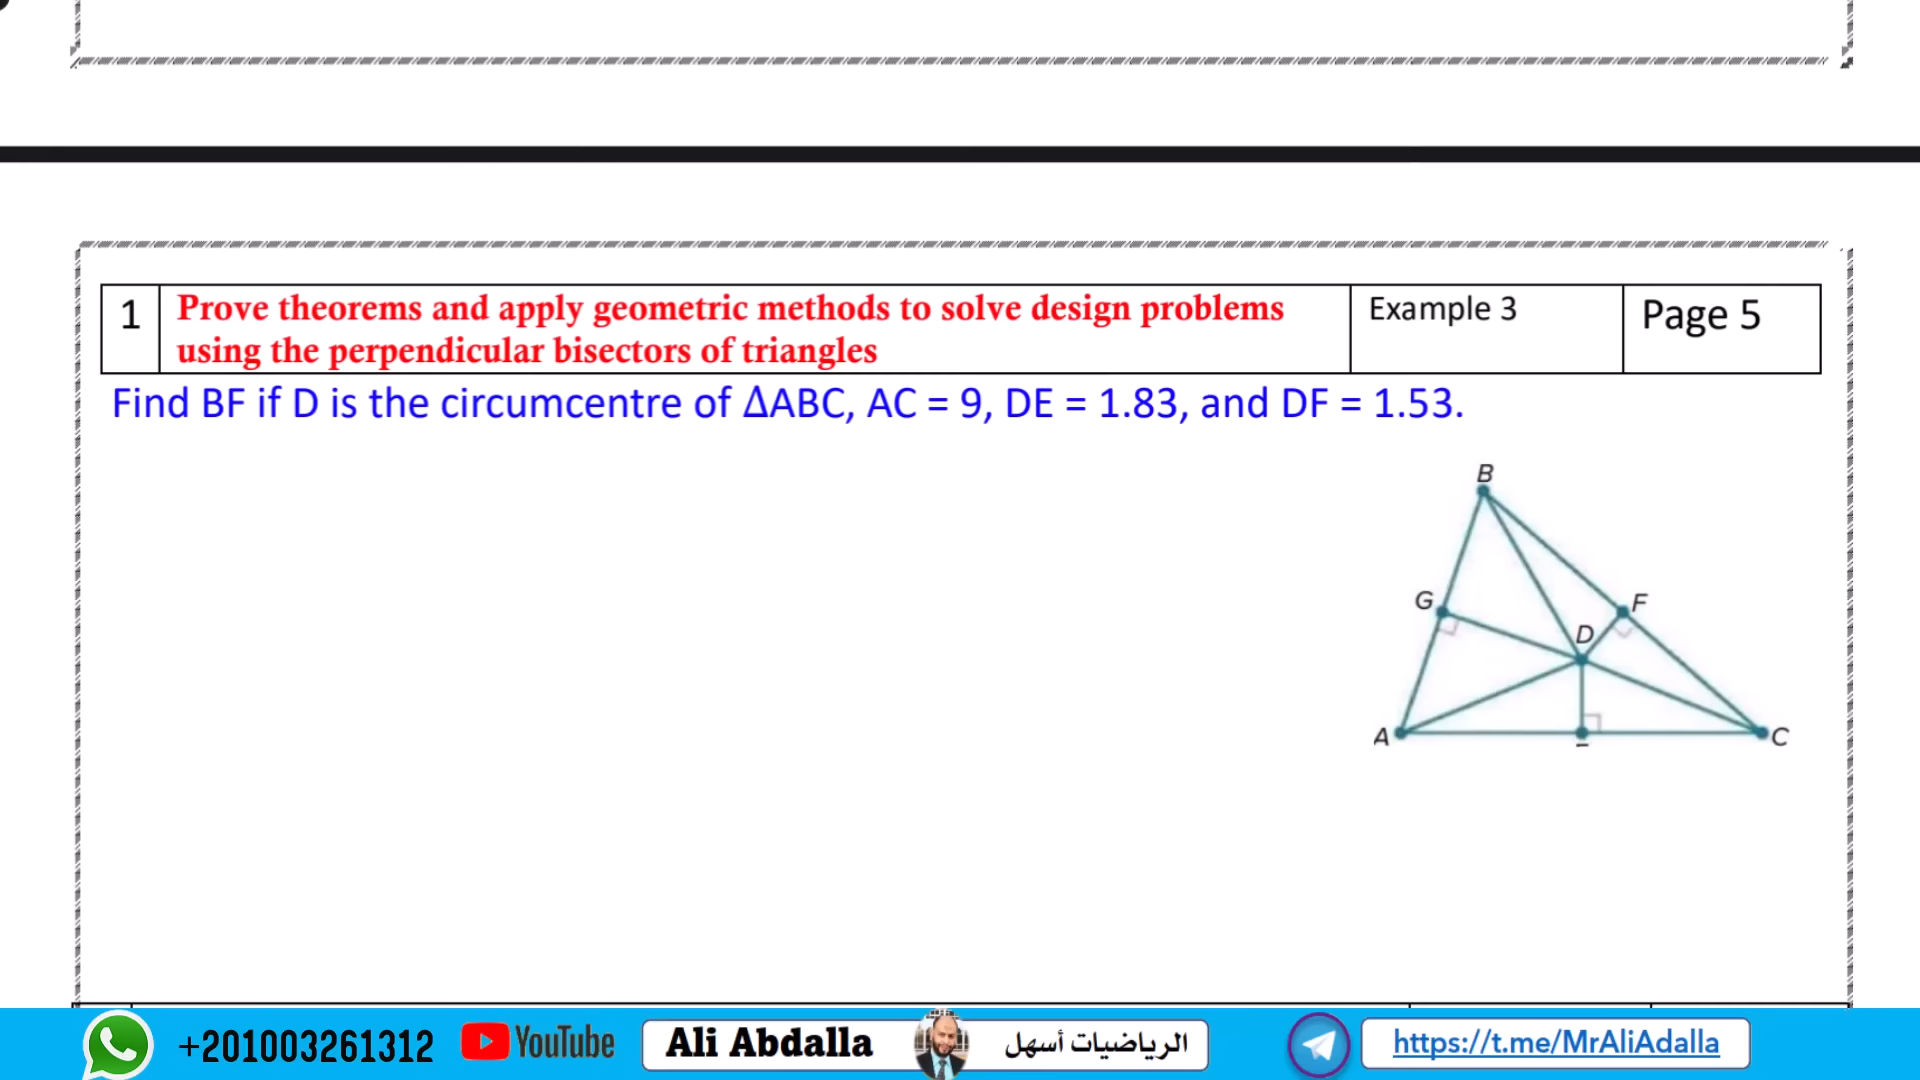 1
Prove theorems and apply geometric methods to solve design problems
using the perpendicular bisectors of triangles
Example 3
Page 5
Find BF if D is the circumcentre of ΔABC, AC = 9, DE = 1.83, and DF = 1.53.
B
G
F
D
A
C
+201003261312
YouTube
Ali Abdalla
الرياضيات أسهل
https://t.me/MrAliAdalla